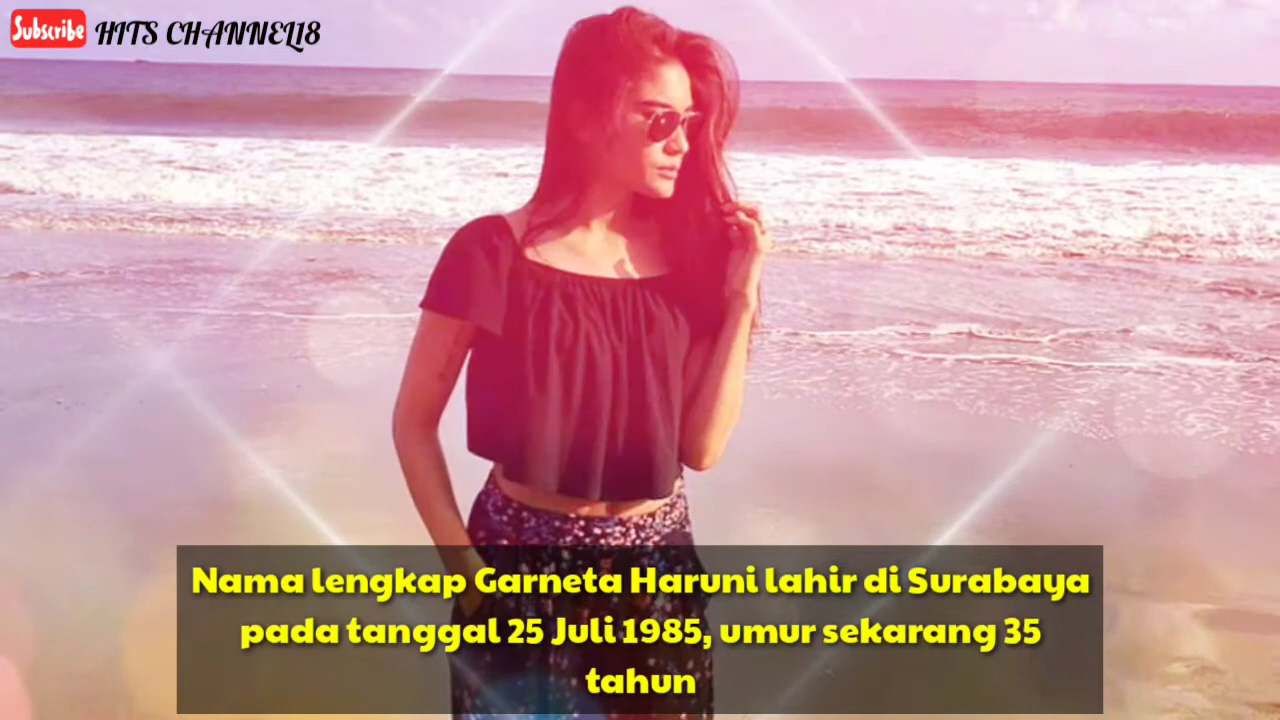 Subscribe HITS CHANNEL18
Nama lengkap Garneta Haruni lahir di Surabaya
pada tanggal 25 Juli 1985, umur sekarang 35
tahun